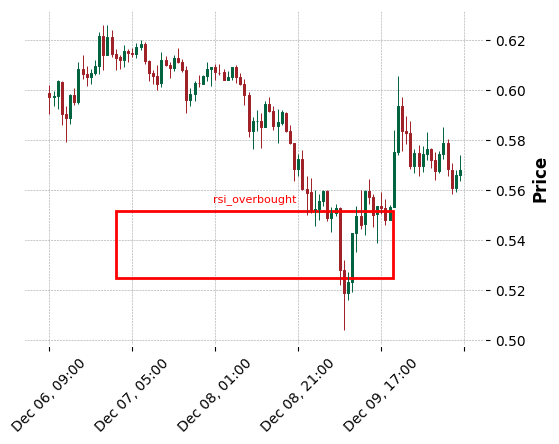 0.62
0.60
0.58
rsi_overbought
0.56
0.54
0.52
0.50
Price
Dec 06, 09:00
Dec 07, 05:00
Dec 08, 01:00
Dec 08, 21:00
Dec 09, 17:00